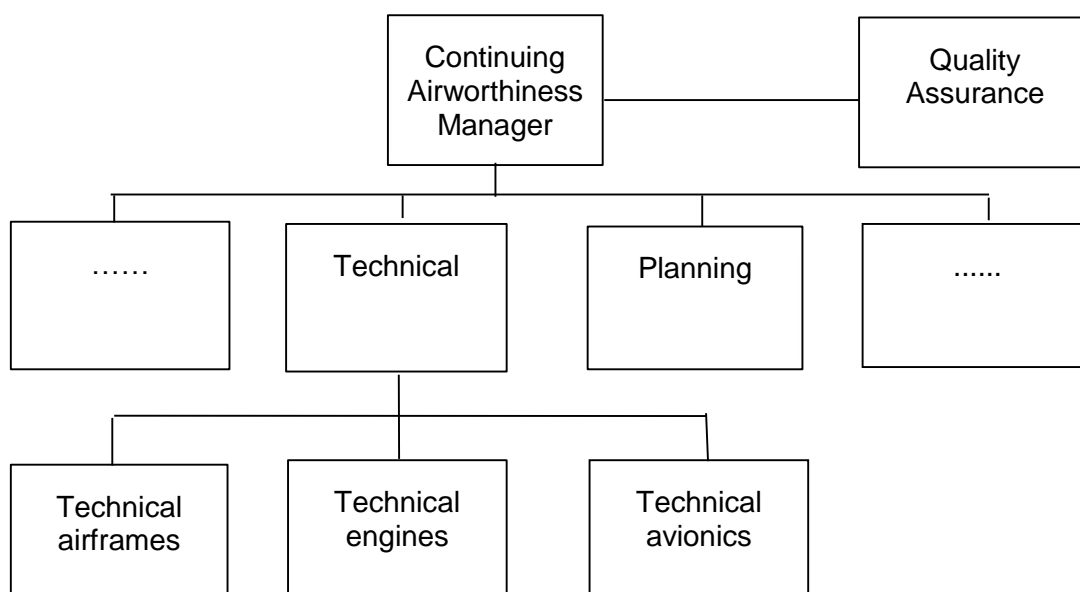 Continuing
Airworthiness
Manager
Quality
Assurance
……
Technical
Planning
......
Technical
airframes
Technical
engines
Technical
avionics